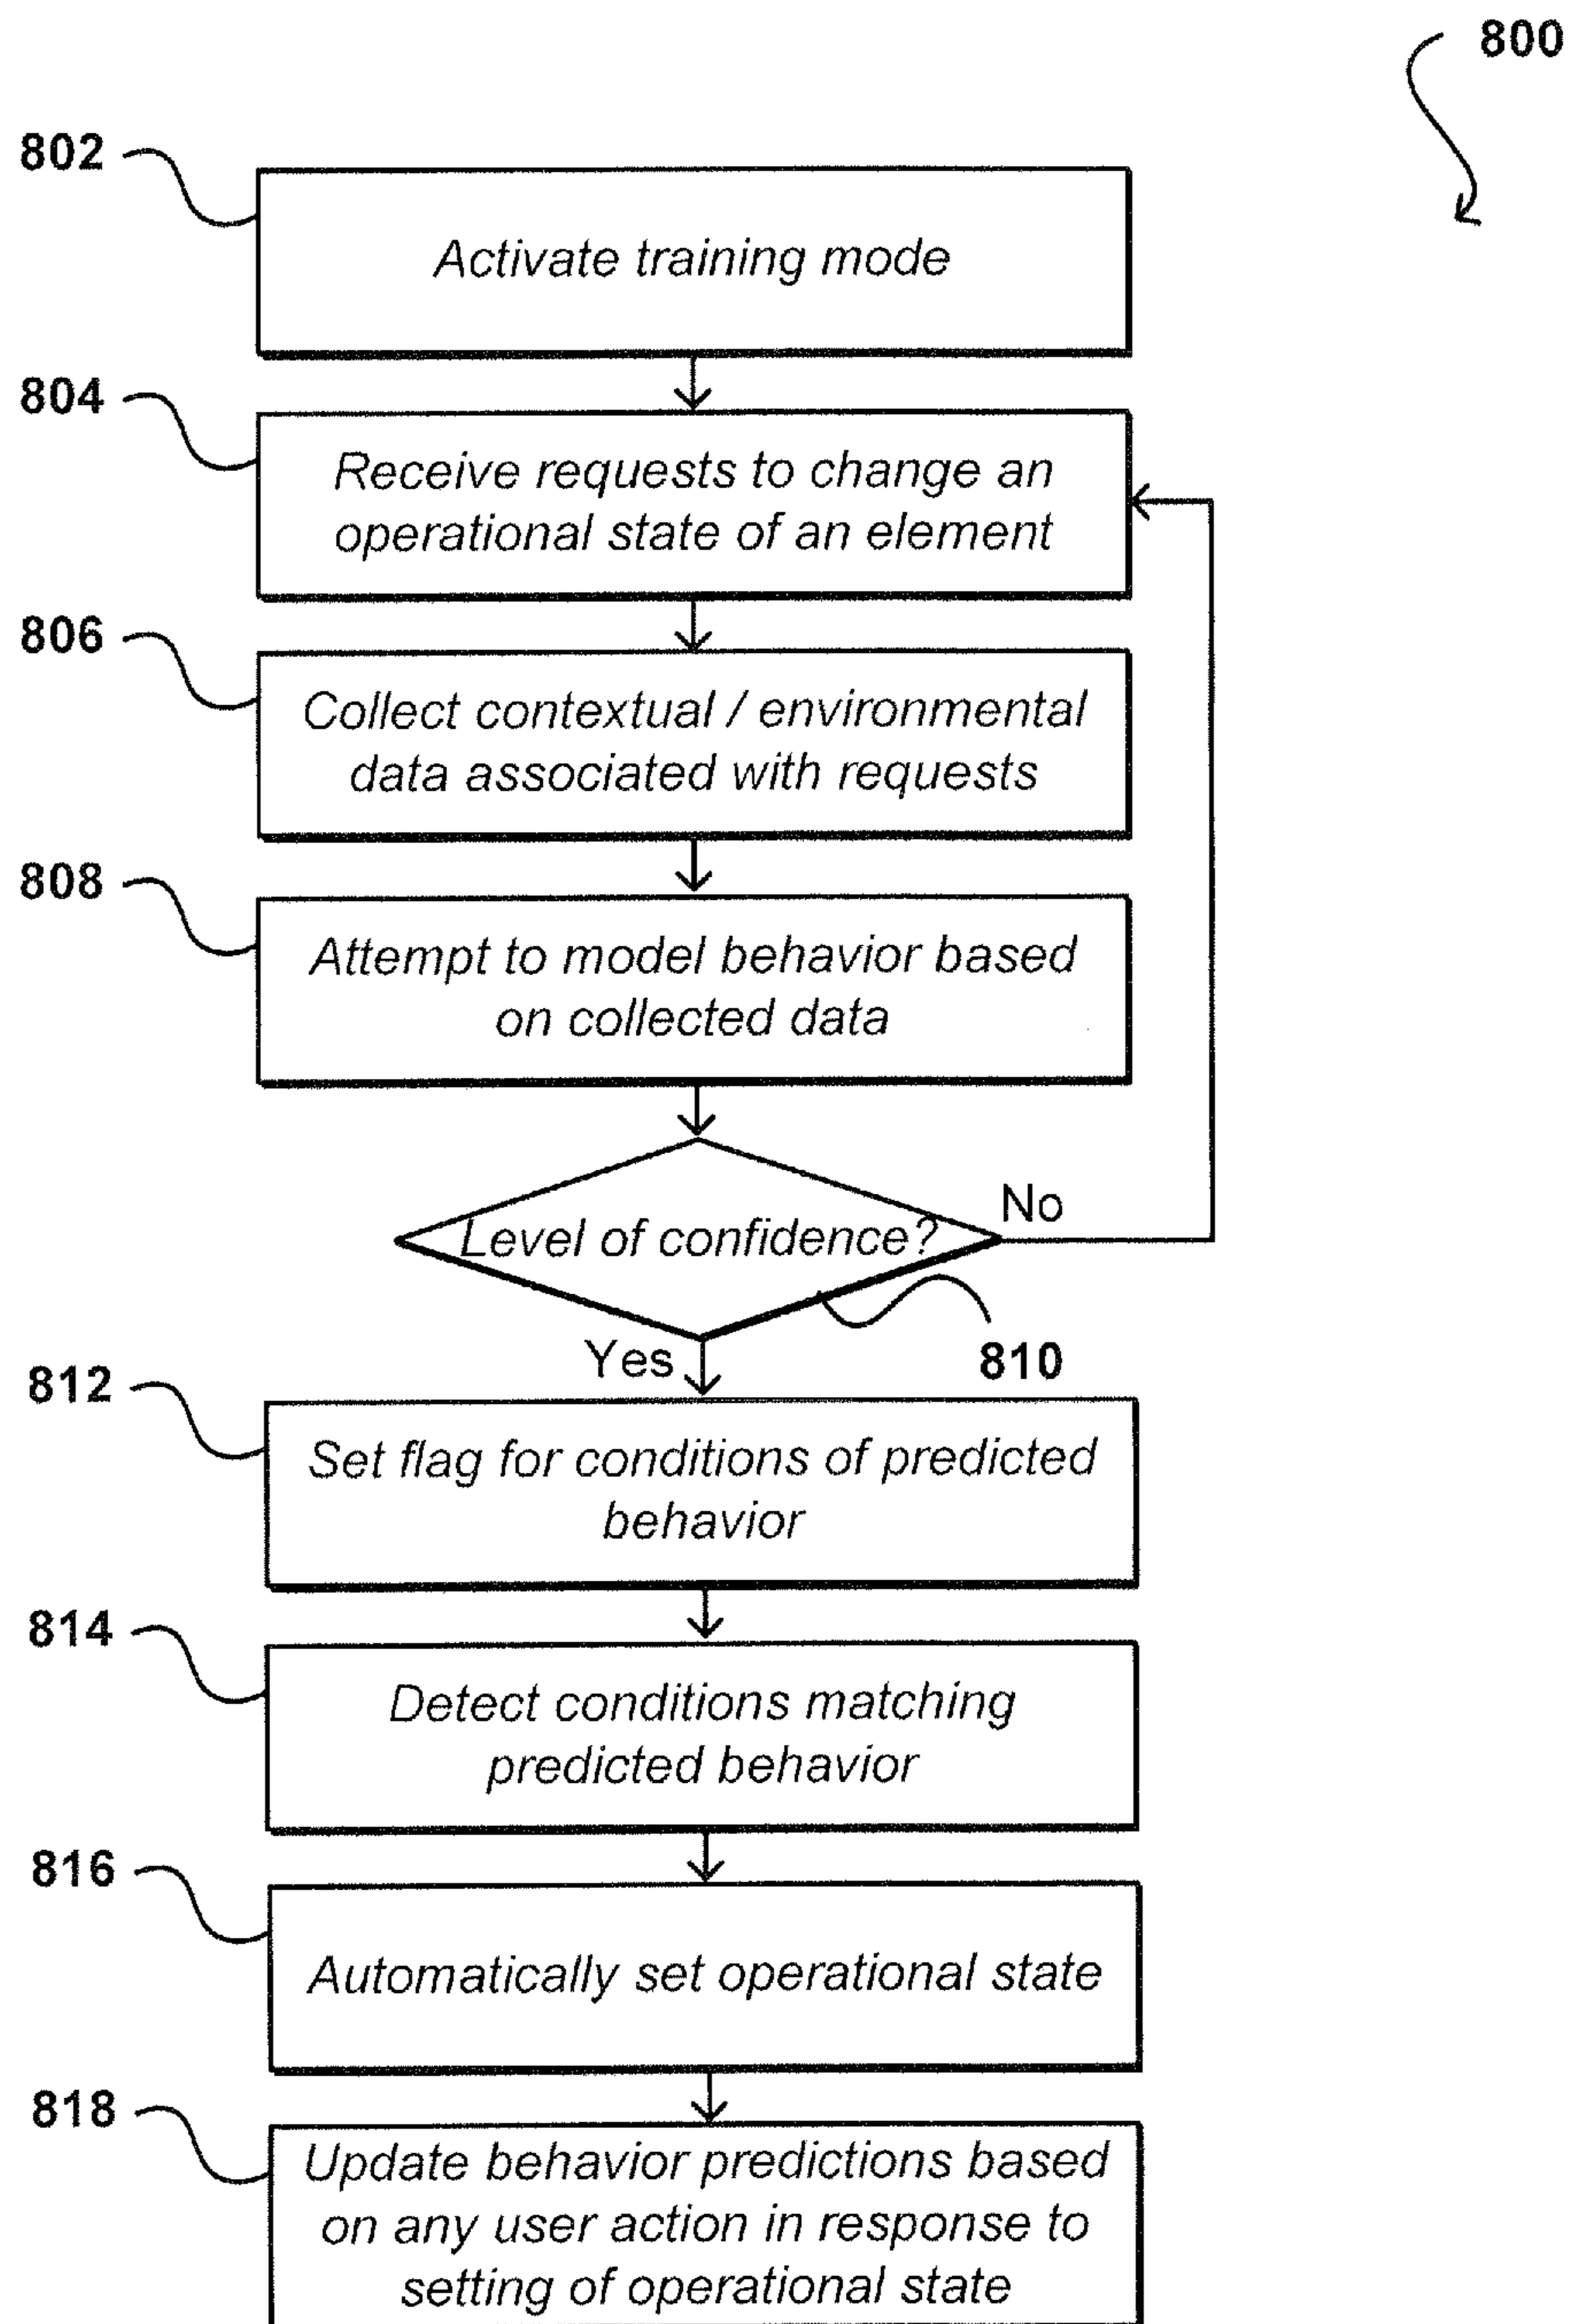 800
802
Activate training mode
804
Receive requests to change an
operational state of an element
806
Collect contextual / environmental
data associated with requests
808
Attempt to model behavior based
on collected data
Level of confidence?
No
Yes
810
812
Set flag for conditions of predicted
behavior
814
Detect conditions matching
predicted behavior
816
Automatically set operational state
818
Update behavior predictions based
on any user action in response to
setting of operational state